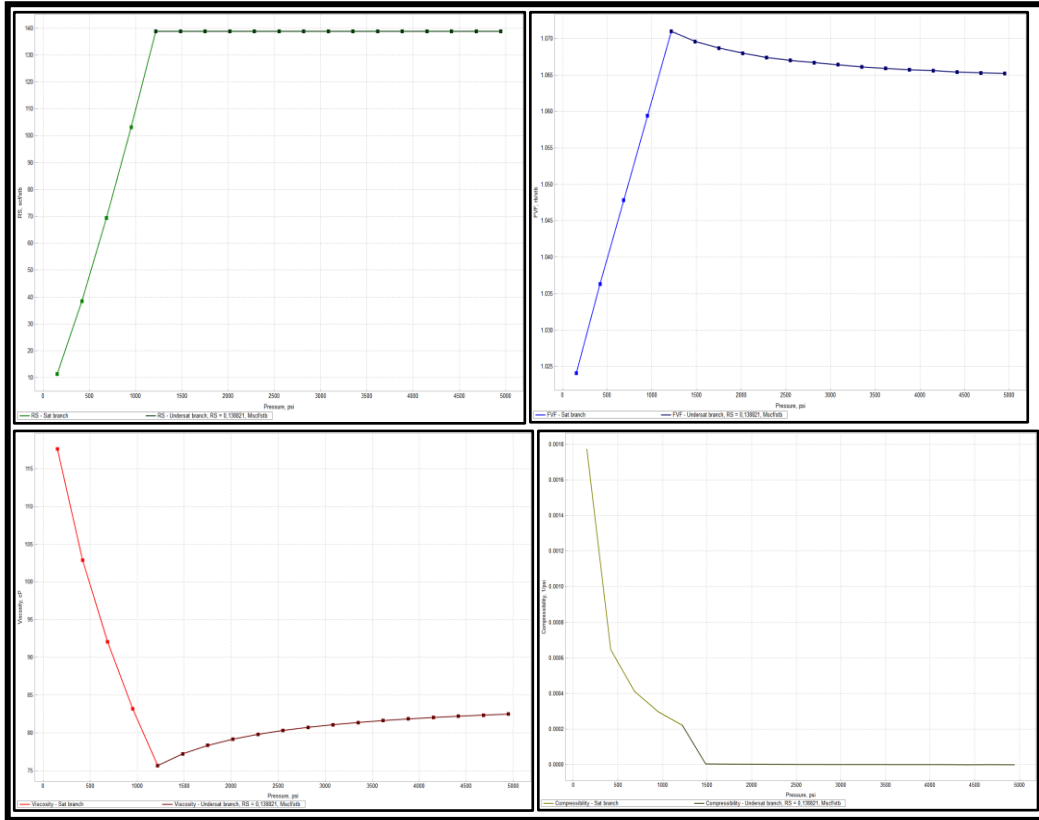 RS, scf/stb
140
130
120
110
100
90
80
70
60
50
40
30
20
10
0 500 1000 1500 2000 2500 3000 3500 4000 4500 5000
Pressure, psi
RS - Sat branch RS - Undersat branch, RS = 0,138821, Mscf/stb
FVF, rb/stb
1.070
1.065
1.060
1.055
1.050
1.045
1.040
1.035
1.030
1.025
0 500 1000 1500 2000 2500 3000 3500 4000 4500 5000
Pressure, psi
FVF - Sat branch FVF - Undersat branch, RS = 0,138821, Mscf/stb
Viscosity, cP
115
110
105
100
95
90
85
80
75
0 500 1000 1500 2000 2500 3000 3500 4000 4500 5000
Pressure, psi
Viscosity - Sat branch Viscosity - Undersat branch, RS = 0,138821, Mscf/stb
Compressibility, 1/psi
0.0018
0.0016
0.0014
0.0012
0.0010
0.0008
0.0006
0.0004
0.0002
0.0000
0 500 1000 1500 2000 2500 3000 3500 4000 4500 5000
Pressure, psi
Compressibility - Sat branch Compressibility - Undersat branch, RS = 0,138821, Mscf/stb